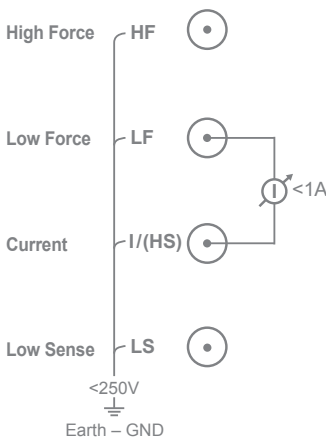 High Force HF
Low Force LF
I <1A
Current I/(HS)
Low Sense LS
<250V
Earth – GND